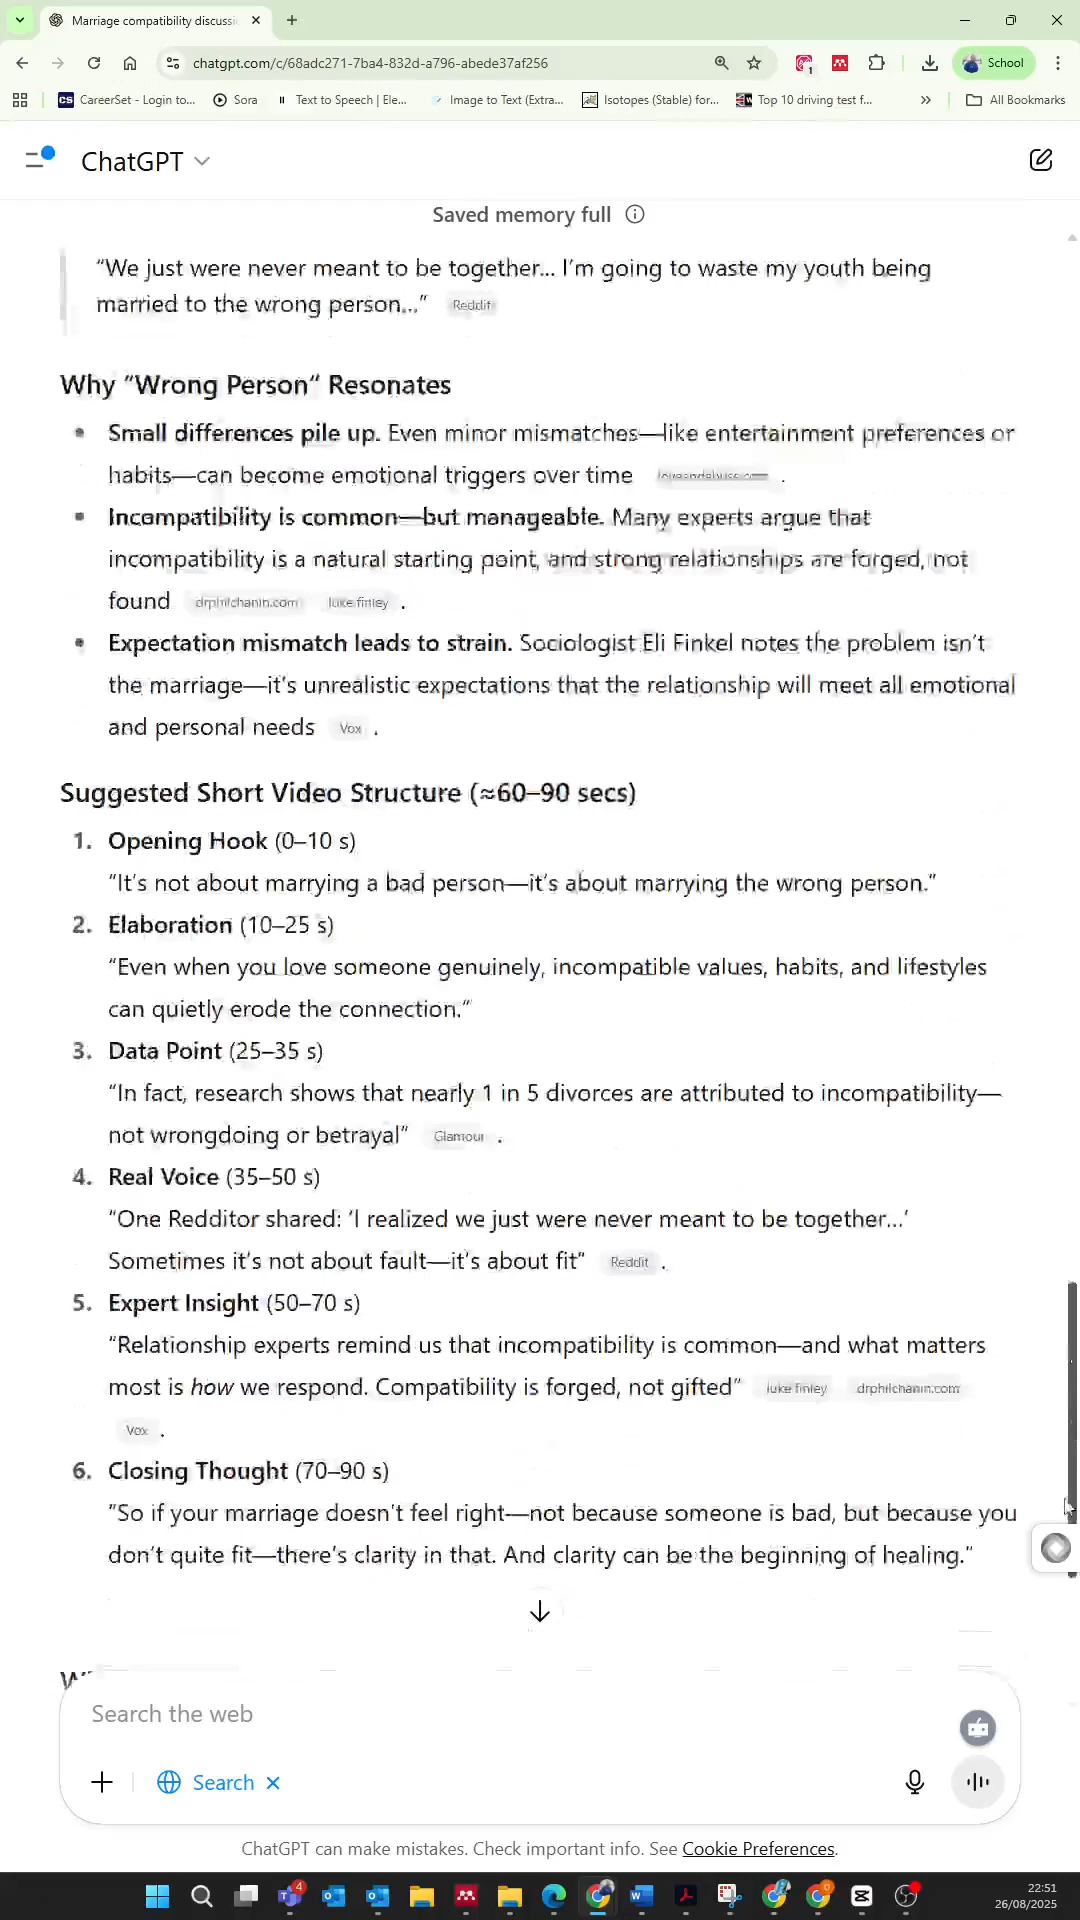 Marriage compatibility discussi
chatgpt.com/c/68adc271-7ba4-832d-a796-abede37af256
1
School
CS CareerSet - Login to...
Sora
Text to Speech | Ele...
Image to Text (Extra...
Isotopes (Stable) for...
Top 10 driving test f...
All Bookmarks
ChatGPT
Saved memory full
“We just were never meant to be together... I’m going to waste my youth being
married to the wrong person...” Reddit
Why “Wrong Person” Resonates
• Small differences pile up. Even minor mismatches—like entertainment preferences or
habits—can become emotional triggers over time loveandabuse.com .
• Incompatibility is common—but manageable. Many experts argue that
incompatibility is a natural starting point, and strong relationships are forged, not
found drphilchanin.com luke finley .
• Expectation mismatch leads to strain. Sociologist Eli Finkel notes the problem isn’t
the marriage—it’s unrealistic expectations that the relationship will meet all emotional
and personal needs Vox .
Suggested Short Video Structure (≈60–90 secs)
1. Opening Hook (0–10 s)
“It’s not about marrying a bad person—it’s about marrying the wrong person.”
2. Elaboration (10–25 s)
“Even when you love someone genuinely, incompatible values, habits, and lifestyles
can quietly erode the connection.”
3. Data Point (25–35 s)
“In fact, research shows that nearly 1 in 5 divorces are attributed to incompatibility—
not wrongdoing or betrayal” Glamour .
4. Real Voice (35–50 s)
“One Redditor shared: ‘I realized we just were never meant to be together...’
Sometimes it’s not about fault—it’s about fit” Reddit .
5. Expert Insight (50–70 s)
“Relationship experts remind us that incompatibility is common—and what matters
most is how we respond. Compatibility is forged, not gifted” luke finley drphilchanin.com
Vox .
6. Closing Thought (70–90 s)
“So if your marriage doesn’t feel right—not because someone is bad, but because you
don’t quite fit—there’s clarity in that. And clarity can be the beginning of healing.”
Search the web
Search
ChatGPT can make mistakes. Check important info. See Cookie Preferences.
4
22:51
26/08/2025